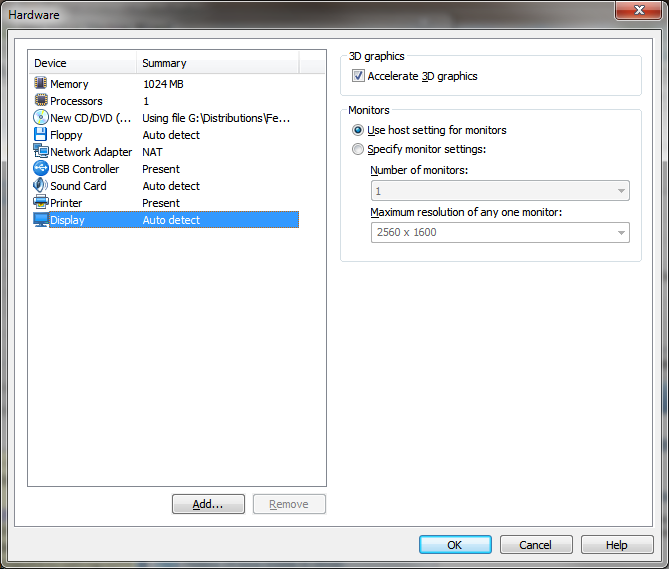 Hardware
Device Summary
Memory 1024 MB
Processors 1
New CD/DVD (... Using file G:\Distributions\Fe...
Floppy Auto detect
Network Adapter NAT
USB Controller Present
Sound Card Auto detect
Printer Present
Display Auto detect
Add... Remove
3D graphics
Accelerate 3D graphics
Monitors
Use host setting for monitors
Specify monitor settings:
Number of monitors:
1
Maximum resolution of any one monitor:
2560 x 1600
OK Cancel Help